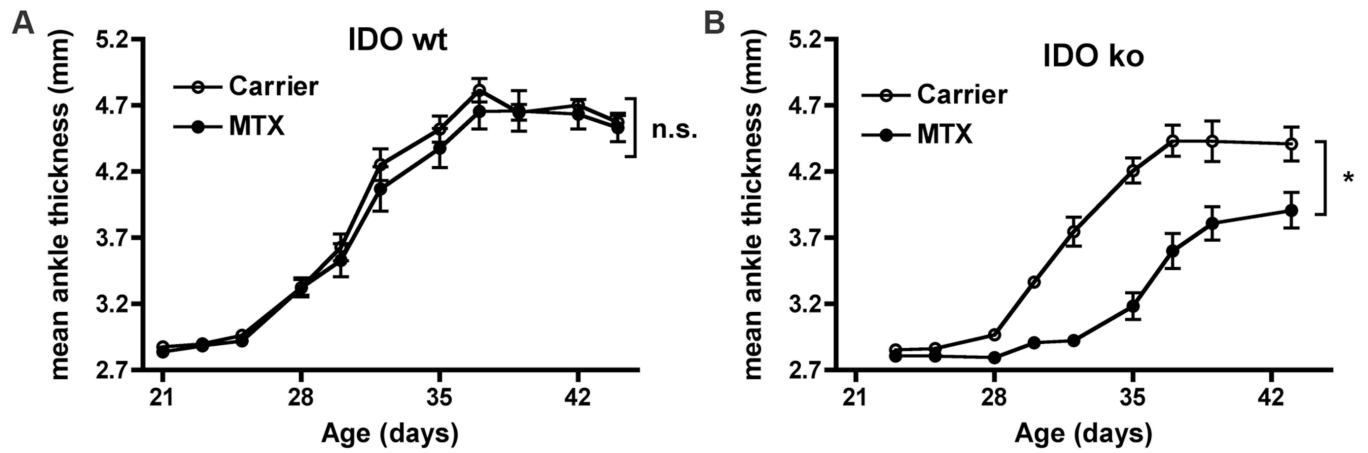 A
IDO wt
mean ankle thickness (mm)
5.2
4.7
4.2
3.7
3.2
2.7
Carrier
MTX
n.s.
21 28 35 42
Age (days)
B
IDO ko
mean ankle thickness (mm)
5.2
4.7
4.2
3.7
3.2
2.7
Carrier
MTX
*
21 28 35 42
Age (days)